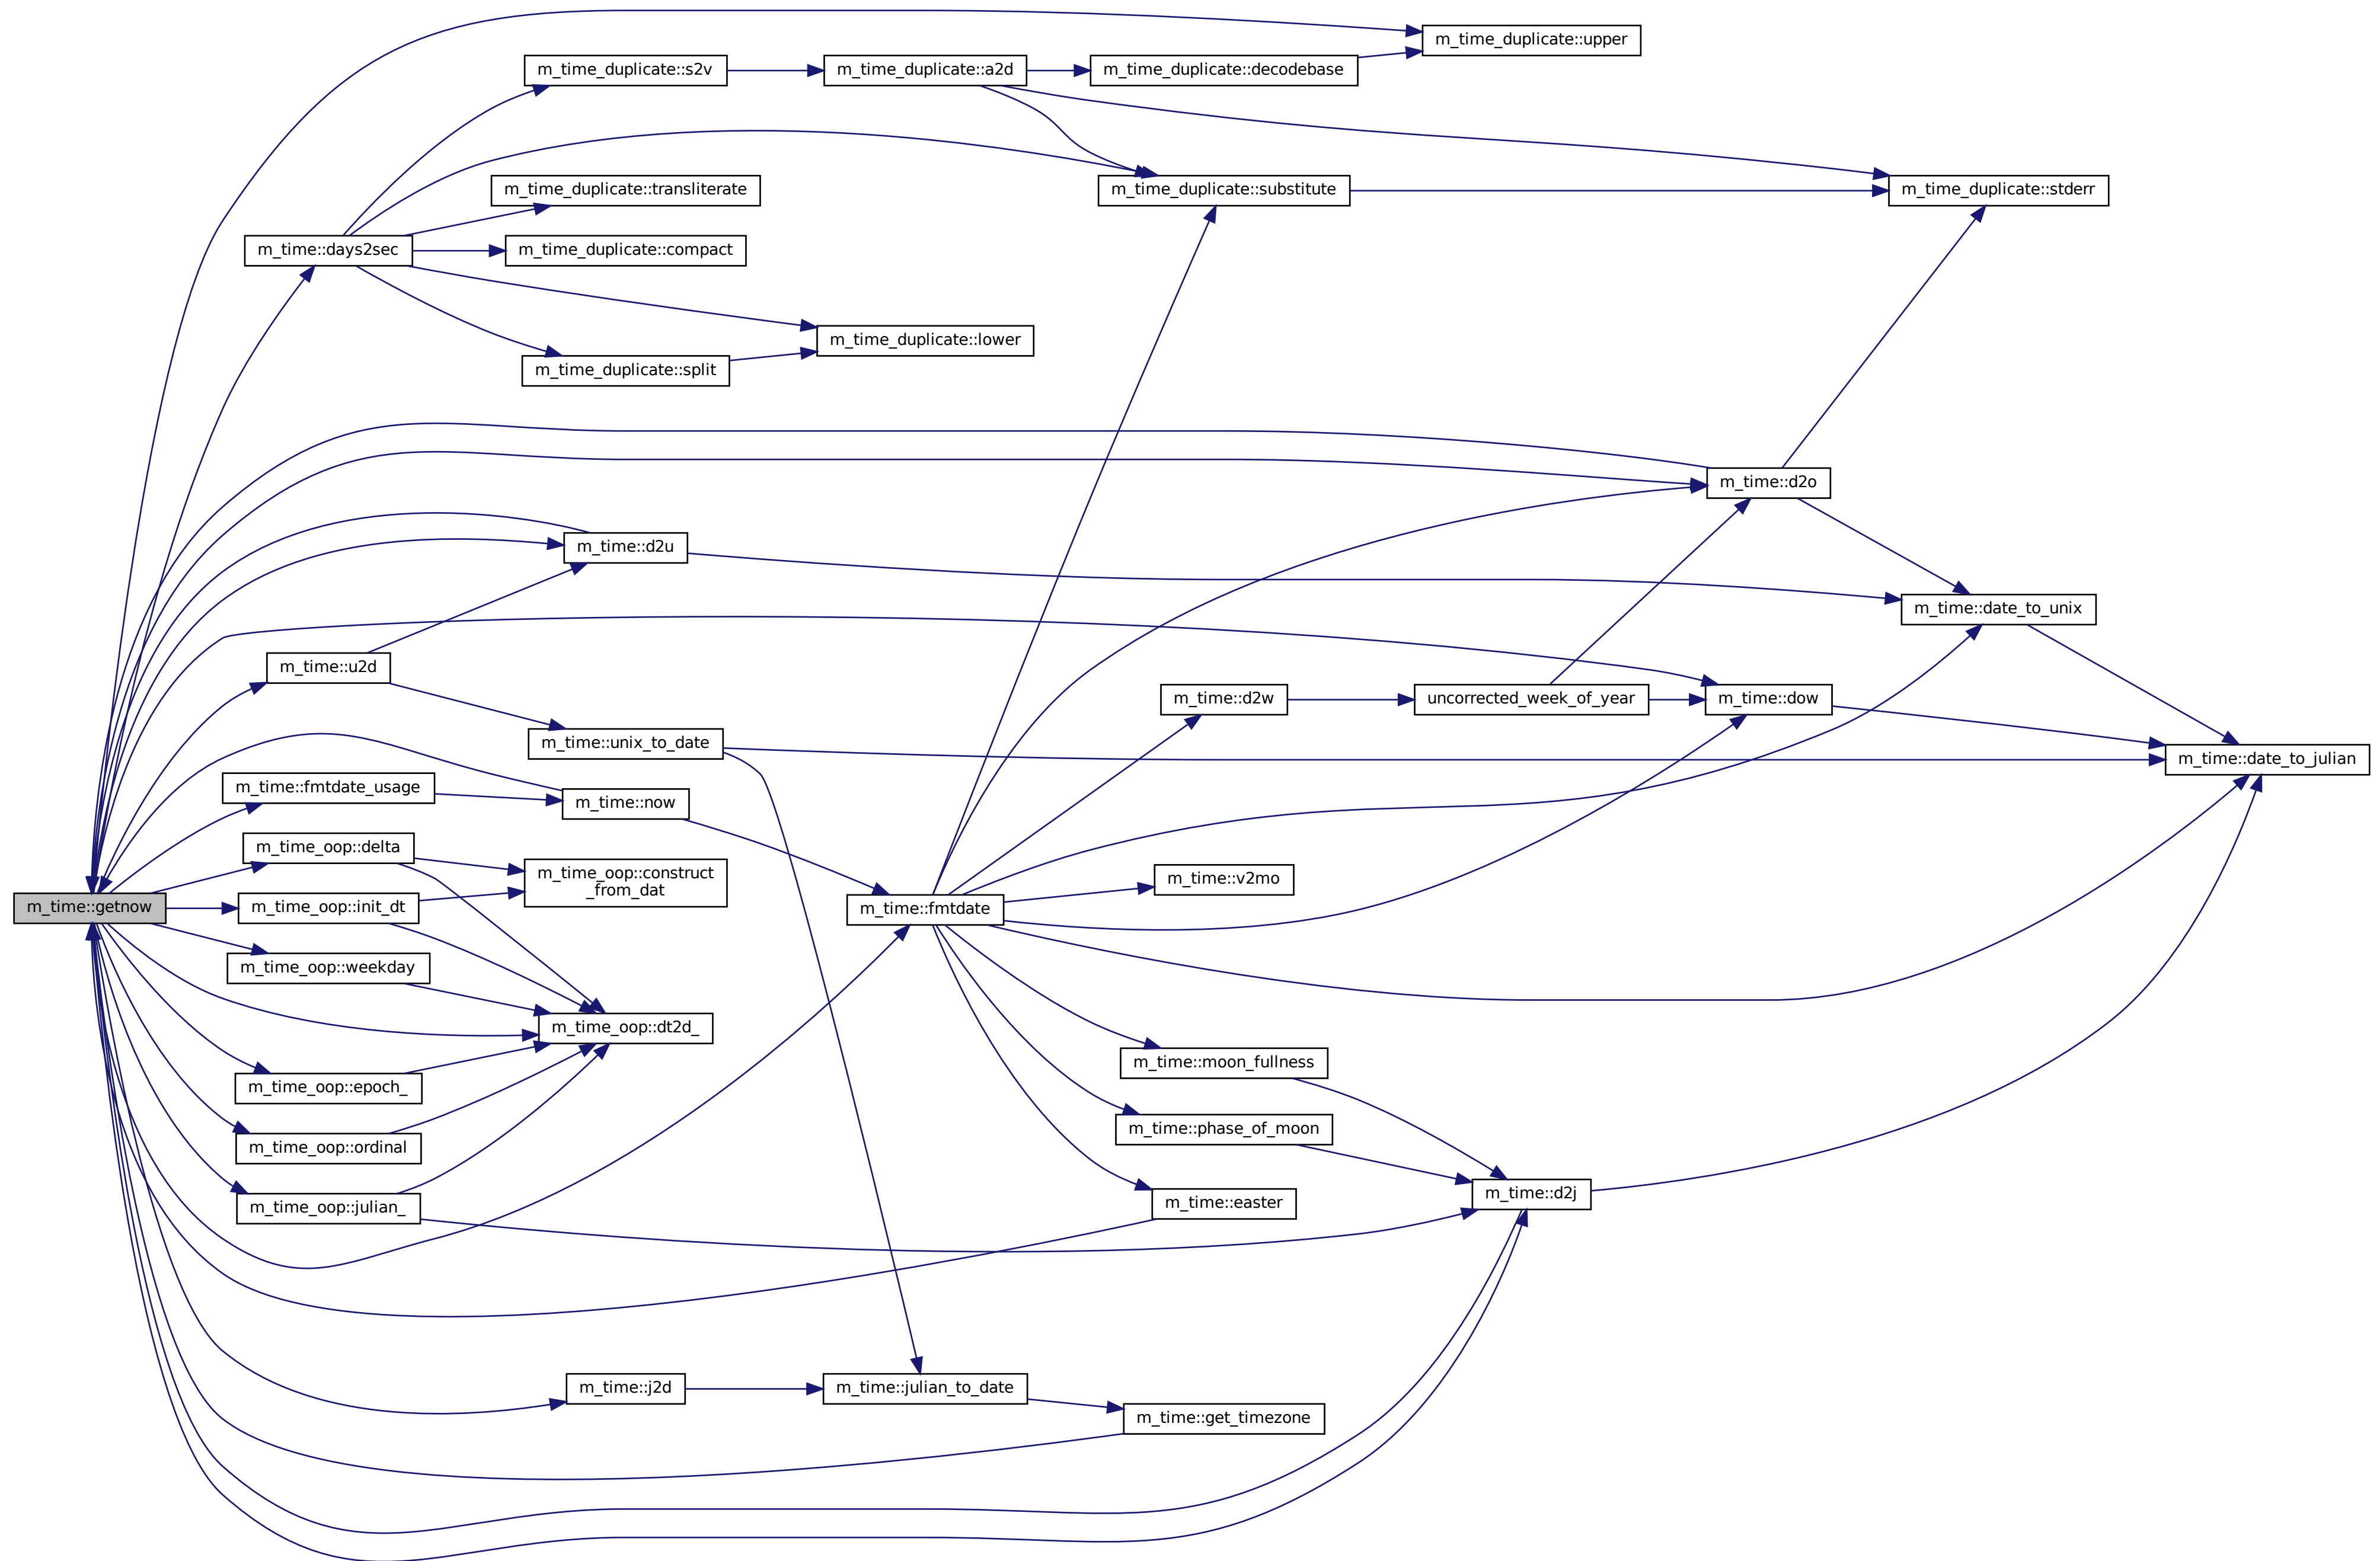 m_time_duplicate::upper
m_time_duplicate::s2v
m_time_duplicate::a2d
m_time_duplicate::decodebase
m_time_duplicate::transliterate
m_time_duplicate::substitute
m_time_duplicate::stderr
m_time::days2sec
m_time_duplicate::compact
m_time_duplicate::lower
m_time_duplicate::split
m_time::d2o
m_time::d2u
m_time::date_to_unix
m_time::u2d
m_time::d2w
uncorrected_week_of_year
m_time::dow
m_time::unix_to_date
m_time::date_to_julian
m_time::fmtdate_usage
m_time::now
m_time_oop::delta
m_time_oop::construct
_from_dat
m_time::v2mo
m_time::getnow
m_time_oop::init_dt
m_time::fmtdate
m_time_oop::weekday
m_time_oop::dt2d_
m_time::moon_fullness
m_time_oop::epoch_
m_time::phase_of_moon
m_time_oop::ordinal
m_time::d2j
m_time::easter
m_time_oop::julian_
m_time::j2d
m_time::julian_to_date
m_time::get_timezone